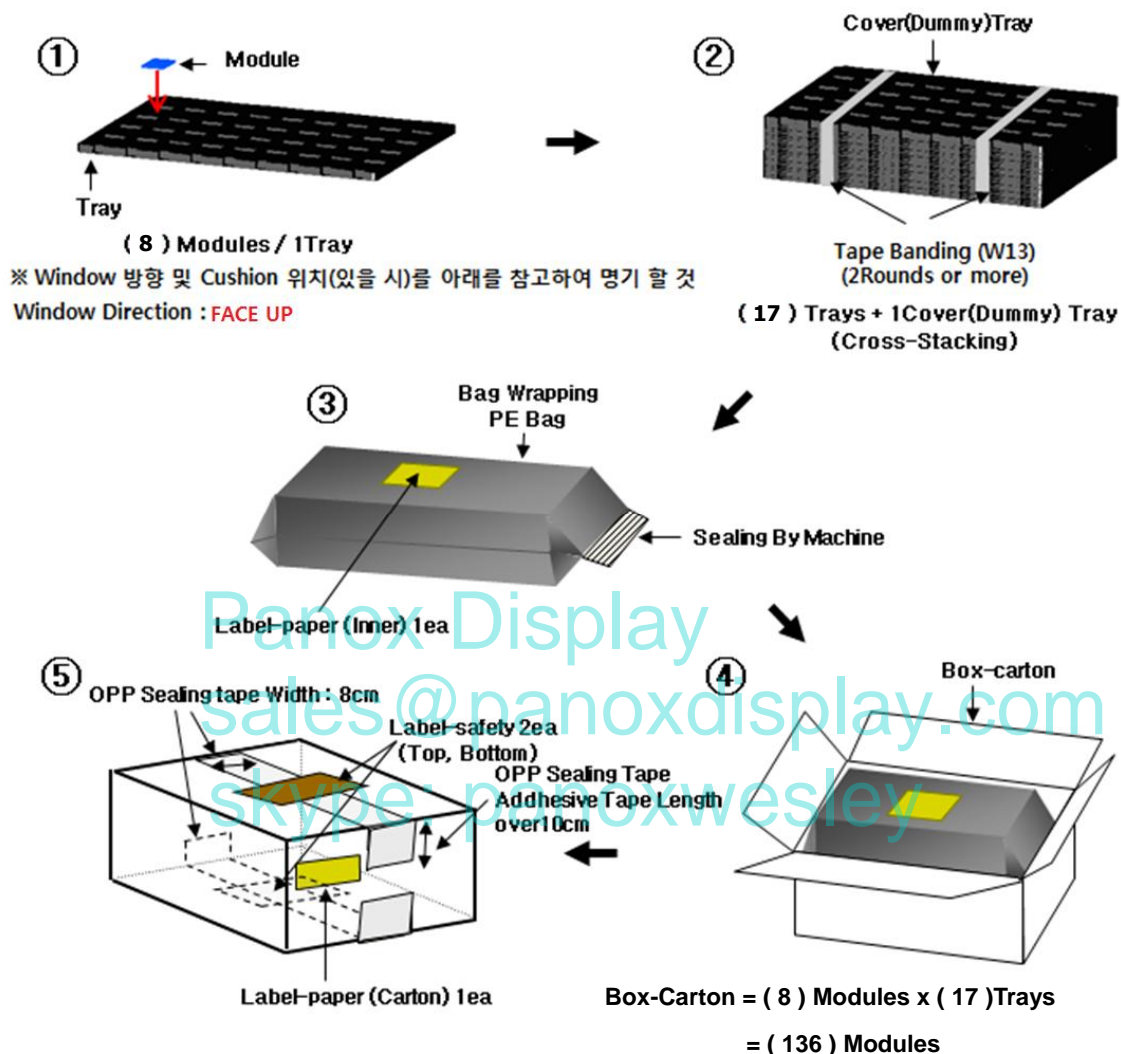 ①
Module
Tray
( 8 ) Modules / 1Tray
※ Window 방향 및 Cushion 위치(있을 시)를 아래를 참고하여 명기 할 것
Window Direction : FACE UP
②
Cover(Dummy)Tray
Tape Banding (W13)
(2Rounds or more)
( 17 ) Trays + 1Cover(Dummy) Tray
(Cross-Stacking)
③
Bag Wrapping
PE Bag
Sealing By Machine
Label-paper (Inner) 1ea
Panox Display
sales@panoxdisplay.com
skype: panoxwesley
④
Box-carton
Box-Carton = ( 8 ) Modules x ( 17 )Trays
= ( 136 ) Modules
⑤
OPP Sealing tape Width : 8cm
Label-safety 2ea
(Top, Bottom)
OPP Sealing Tape
Addhesive Tape Length
over10cm
Label-paper (Carton) 1ea